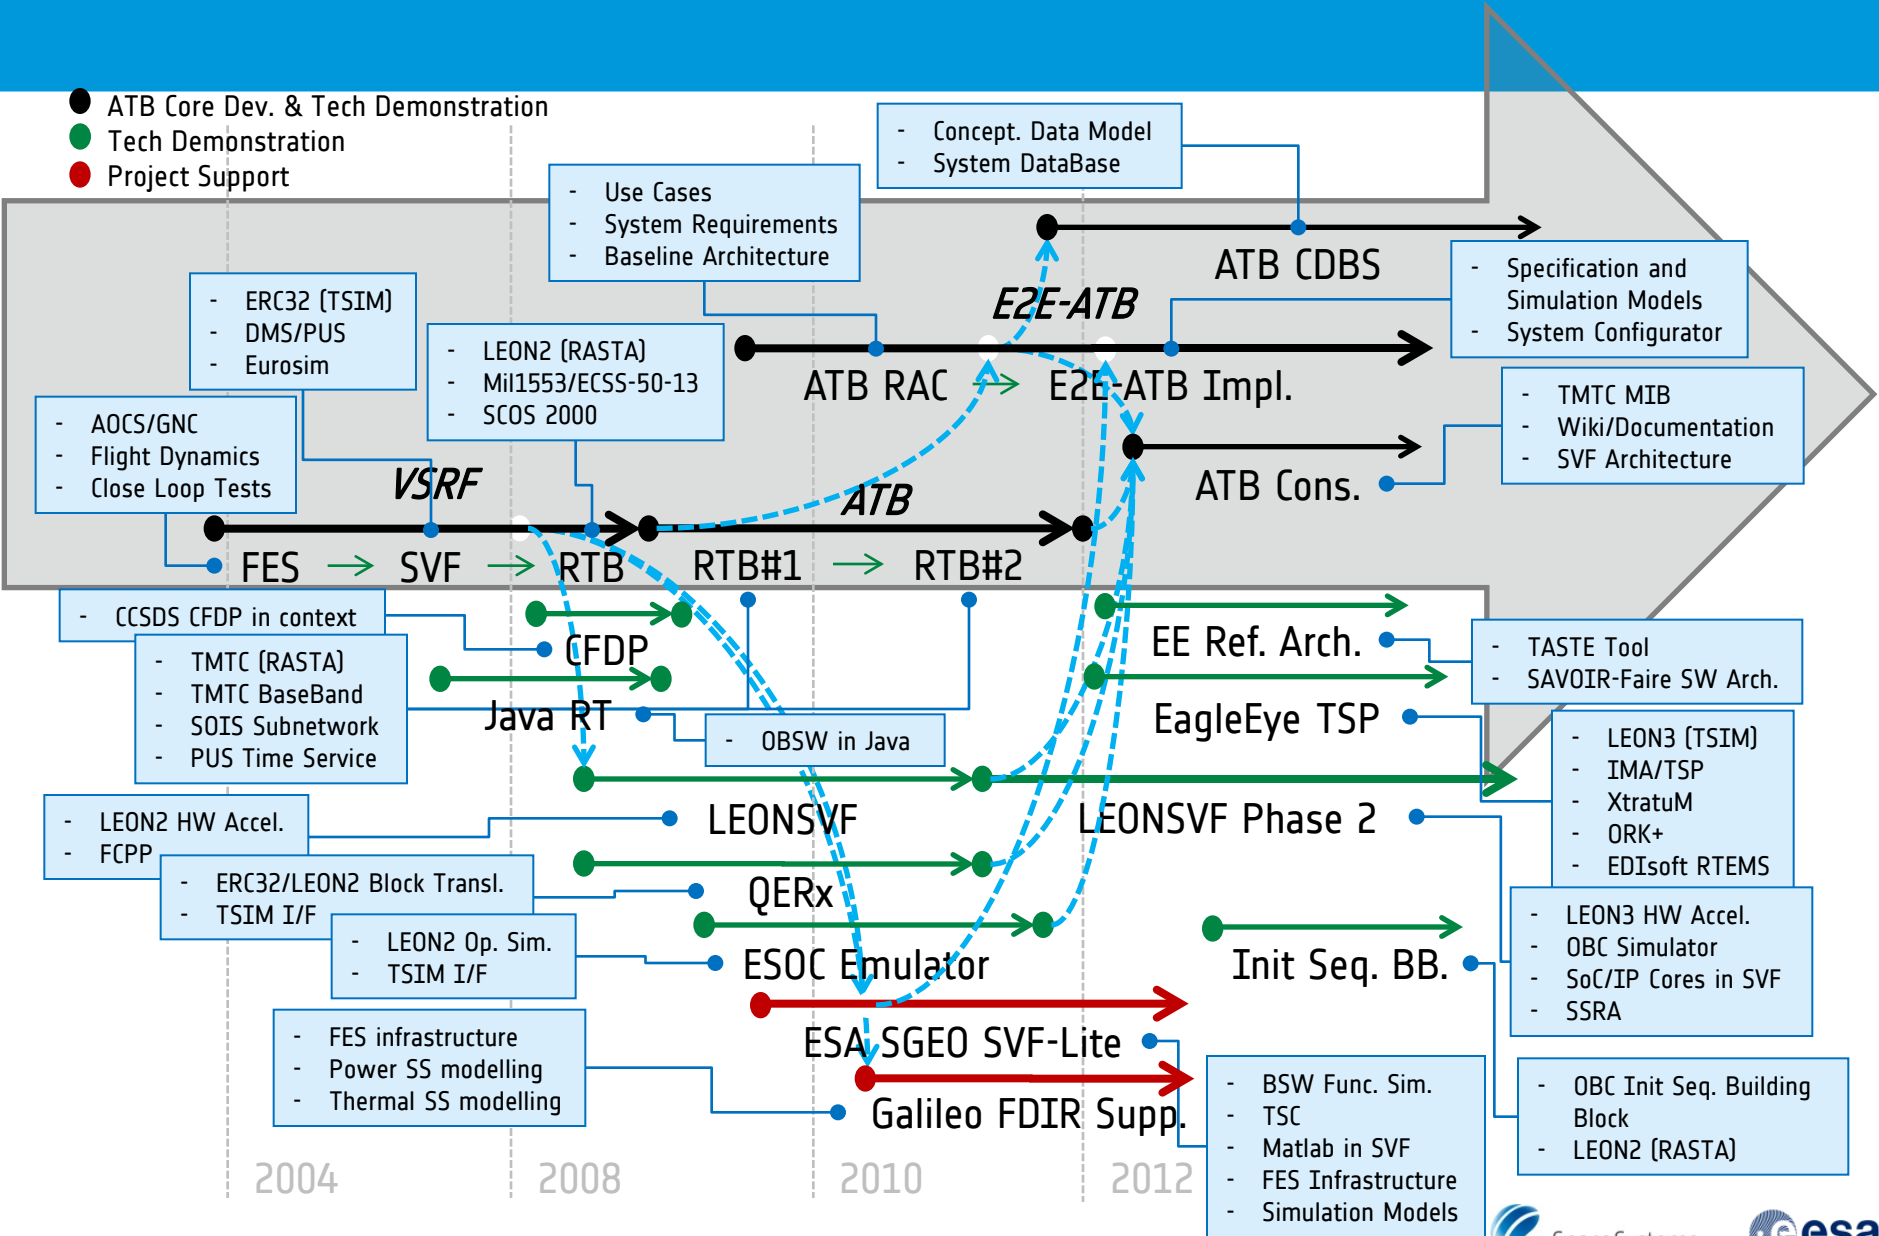 ATB Core Dev. & Tech Demonstration
Tech Demonstration
Project Support
- Concept. Data Model
- System DataBase
- Use Cases
- System Requirements
- Baseline Architecture
ATB CDBS
- Specification and
Simulation Models
- System Configurator
- ERC32 (TSIM)
- DMS/PUS
- Eurosim
E2E-ATB
- LEON2 (RASTA)
- Mil1553/ECSS-50-13
- SCOS 2000
ATB RAC
E2E-ATB Impl.
- TMTC MIB
- Wiki/Documentation
- SVF Architecture
- AOCS/GNC
- Flight Dynamics
- Close Loop Tests
VSRF
ATB
ATB Cons.
FES
SVF
RTB
RTB#1
RTB#2
- CCSDS CFDP in context
CFDP
EE Ref. Arch.
- TASTE Tool
- SAVOIR-Faire SW Arch.
- TMTC (RASTA)
- TMTC BaseBand
- SOIS Subnetwork
- PUS Time Service
Java RT
- OBSW in Java
EagleEye TSP
- LEON3 (TSIM)
- IMA/TSP
- XtratuM
- ORK+
- EDIsoft RTEMS
- LEON2 HW Accel.
- FCPP
LEONSVF
LEONSVF Phase 2
- ERC32/LEON2 Block Transl.
- TSIM I/F
QERx
- LEON3 HW Accel.
- OBC Simulator
- SoC/IP Cores in SVF
- SSRA
- LEON2 Op. Sim.
- TSIM I/F
ESOC Emulator
Init Seq. BB.
- FES infrastructure
- Power SS modelling
- Thermal SS modelling
ESA SGEO SVF-Lite
Galileo FDIR Supp.
- BSW Func. Sim.
- TSC
- Matlab in SVF
- FES Infrastructure
- Simulation Models
- OBC Init Seq. Building
Block
- LEON2 (RASTA)
2004
2008
2010
2012
esa